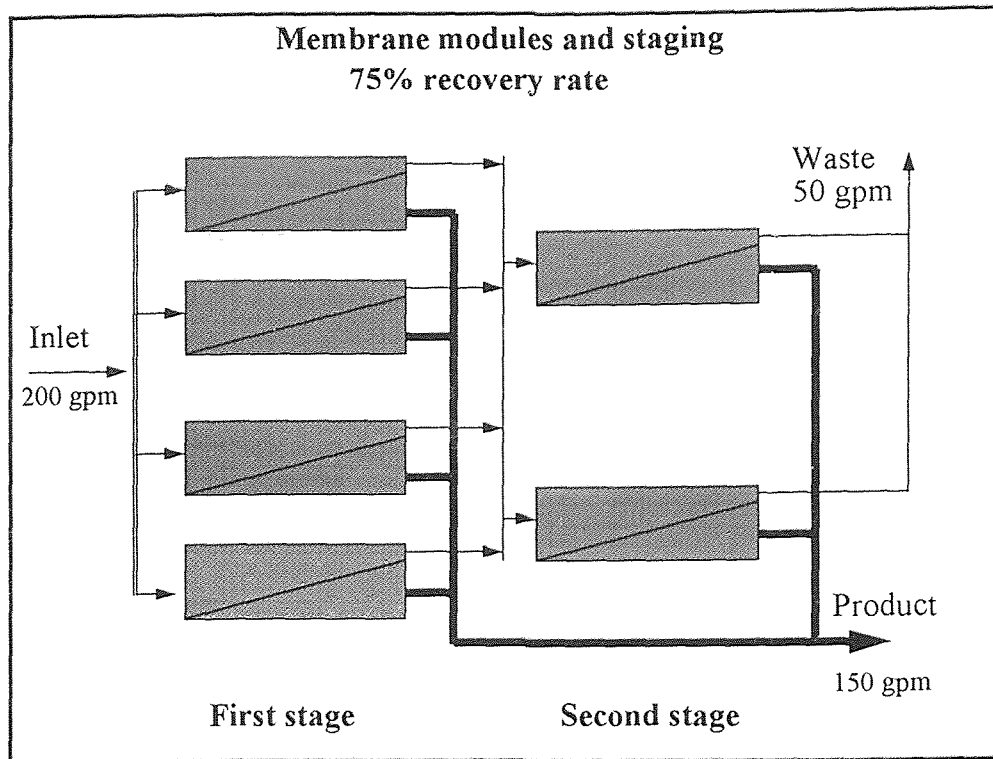 Membrane modules and staging
75% recovery rate
Waste
50 gpm
Inlet
200 gpm
Product
150 gpm
First stage
Second stage